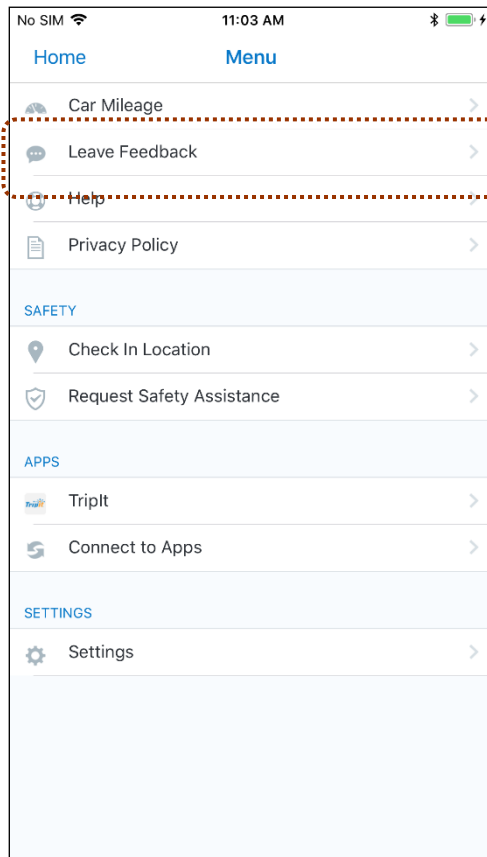 No SIM 11:03 AM
Home Menu
Car Mileage
Leave Feedback
Help
Privacy Policy
SAFETY
Check In Location
Request Safety Assistance
APPS
TripIt TripIt
Connect to Apps
SETTINGS
Settings